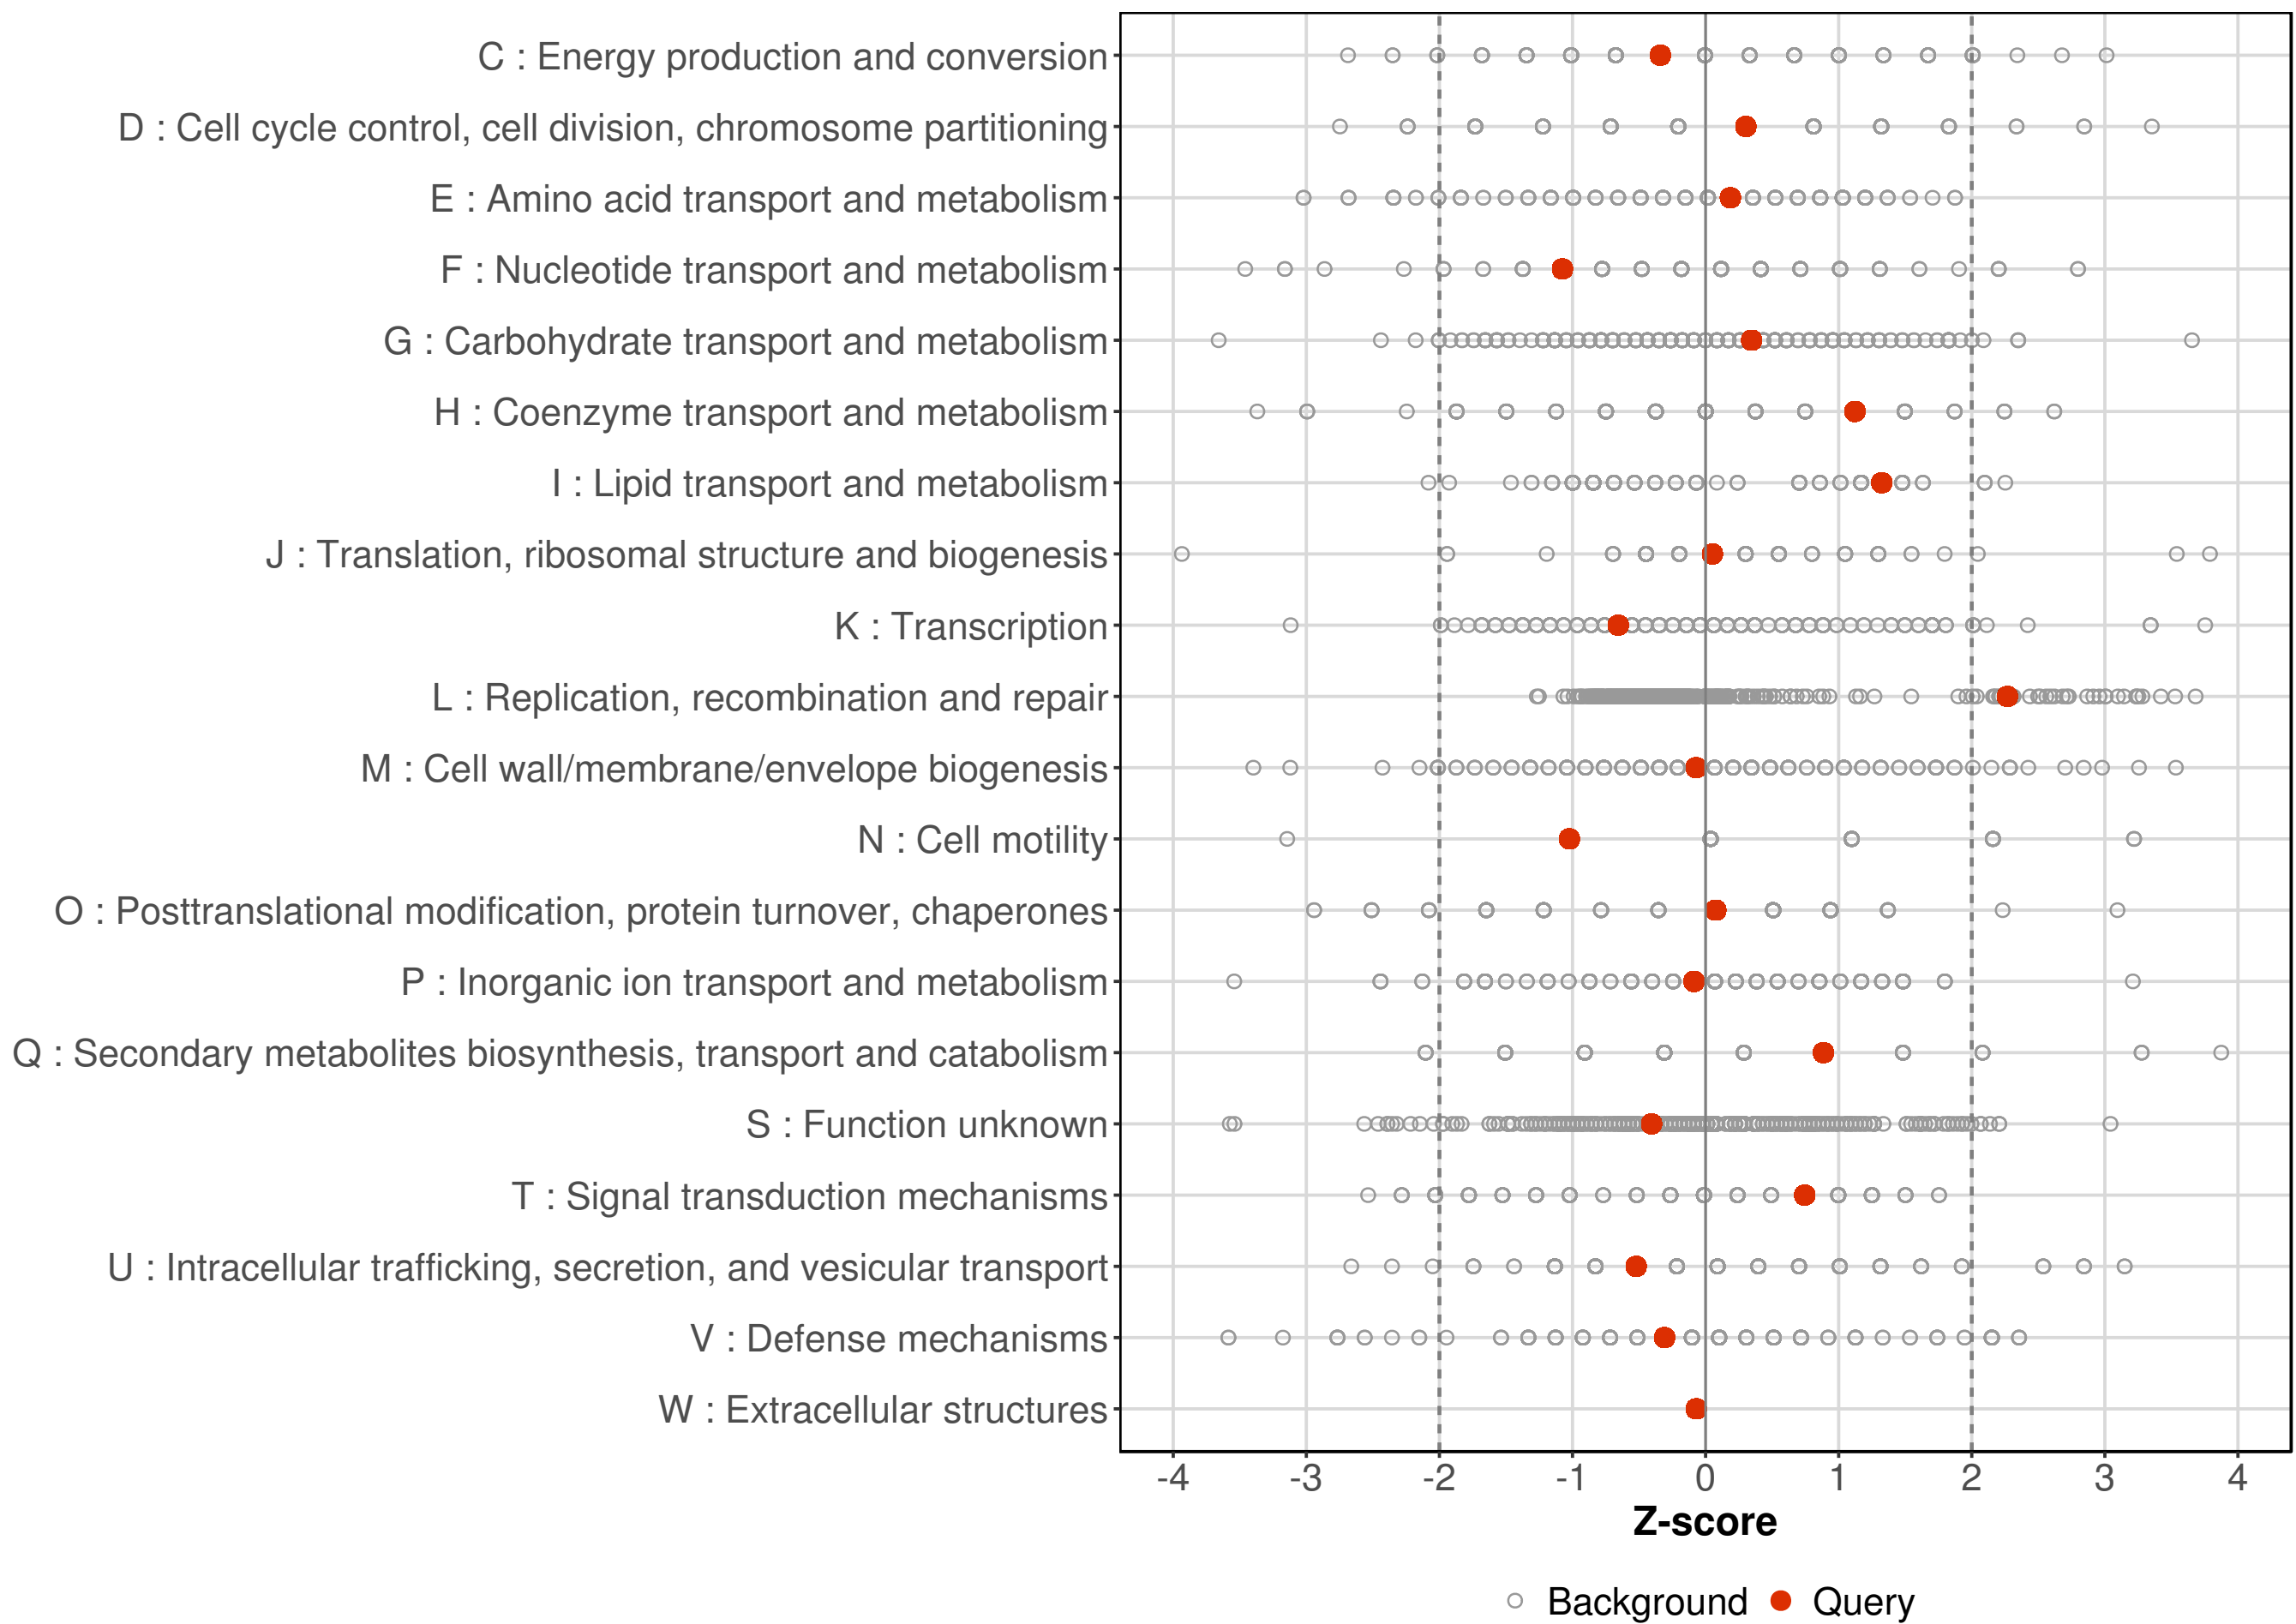 C : Energy production and conversion
D : Cell cycle control, cell division, chromosome partitioning
E : Amino acid transport and metabolism
F : Nucleotide transport and metabolism
G : Carbohydrate transport and metabolism
H : Coenzyme transport and metabolism
I : Lipid transport and metabolism
J : Translation, ribosomal structure and biogenesis
K : Transcription
L : Replication, recombination and repair
M : Cell wall/membrane/envelope biogenesis
N : Cell motility
O : Posttranslational modification, protein turnover, chaperones
P : Inorganic ion transport and metabolism
Q : Secondary metabolites biosynthesis, transport and catabolism
S : Function unknown
T : Signal transduction mechanisms
U : Intracellular trafficking, secretion, and vesicular transport
V : Defense mechanisms
W : Extracellular structures
-4 -3 -2 -1 0 1 2 3 4
Z-score
Background Query